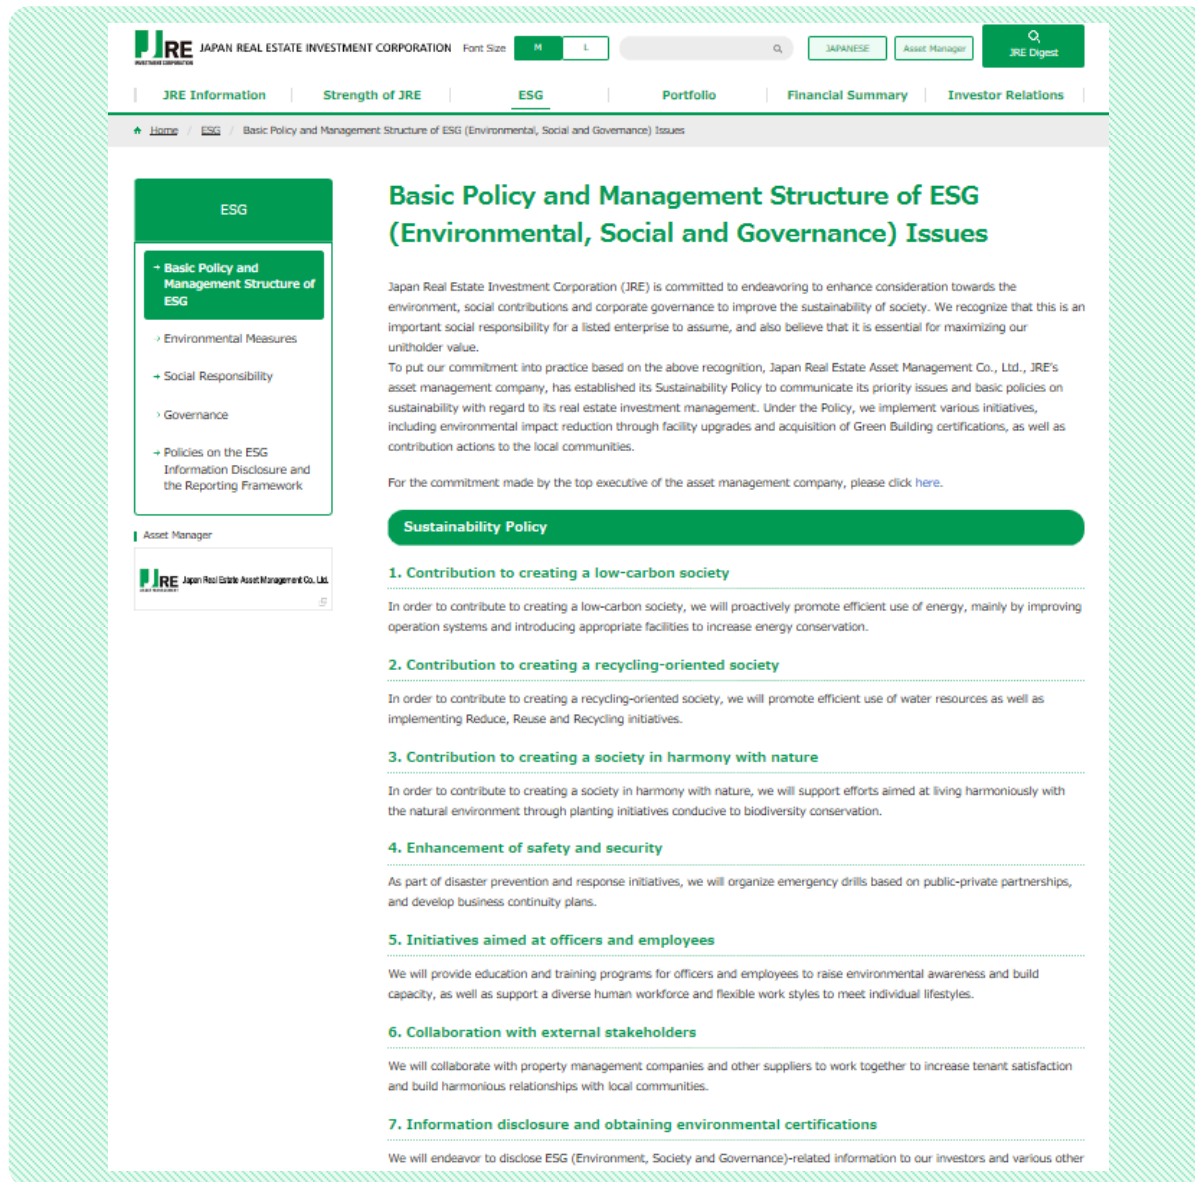 JRE JAPAN REAL ESTATE INVESTMENT CORPORATION Font Size M L JAPANESE Asset Manager JRE Digest
INVESTMENT CORPORATION
JRE Information Strength of JRE ESG Portfolio Financial Summary Investor Relations
Home / ESG / Basic Policy and Management Structure of ESG (Environmental, Social and Governance) Issues
ESG
Basic Policy and
Management Structure of
ESG
Environmental Measures
Social Responsibility
Governance
Policies on the ESG
Information Disclosure and
the Reporting Framework
Asset Manager
JRE Japan Real Estate Asset Management Co., Ltd.
ASSET MANAGEMENT
Basic Policy and Management Structure of ESG
(Environmental, Social and Governance) Issues
Japan Real Estate Investment Corporation (JRE) is committed to endeavoring to enhance consideration towards the
environment, social contributions and corporate governance to improve the sustainability of society. We recognize that this is an
important social responsibility for a listed enterprise to assume, and also believe that it is essential for maximizing our
unitholder value.
To put our commitment into practice based on the above recognition, Japan Real Estate Asset Management Co., Ltd., JRE's
asset management company, has established its Sustainability Policy to communicate its priority issues and basic policies on
sustainability with regard to its real estate investment management. Under the Policy, we implement various initiatives,
including environmental impact reduction through facility upgrades and acquisition of Green Building certifications, as well as
contribution actions to the local communities.
For the commitment made by the top executive of the asset management company, please click here.
Sustainability Policy
1. Contribution to creating a low-carbon society
In order to contribute to creating a low-carbon society, we will proactively promote efficient use of energy, mainly by improving
operation systems and introducing appropriate facilities to increase energy conservation.
2. Contribution to creating a recycling-oriented society
In order to contribute to creating a recycling-oriented society, we will promote efficient use of water resources as well as
implementing Reduce, Reuse and Recycling initiatives.
3. Contribution to creating a society in harmony with nature
In order to contribute to creating a society in harmony with nature, we will support efforts aimed at living harmoniously with
the natural environment through planting initiatives conducive to biodiversity conservation.
4. Enhancement of safety and security
As part of disaster prevention and response initiatives, we will organize emergency drills based on public-private partnerships,
and develop business continuity plans.
5. Initiatives aimed at officers and employees
We will provide education and training programs for officers and employees to raise environmental awareness and build
capacity, as well as support a diverse human workforce and flexible work styles to meet individual lifestyles.
6. Collaboration with external stakeholders
We will collaborate with property management companies and other suppliers to work together to increase tenant satisfaction
and build harmonious relationships with local communities.
7. Information disclosure and obtaining environmental certifications
We will endeavor to disclose ESG (Environment, Society and Governance)-related information to our investors and various other